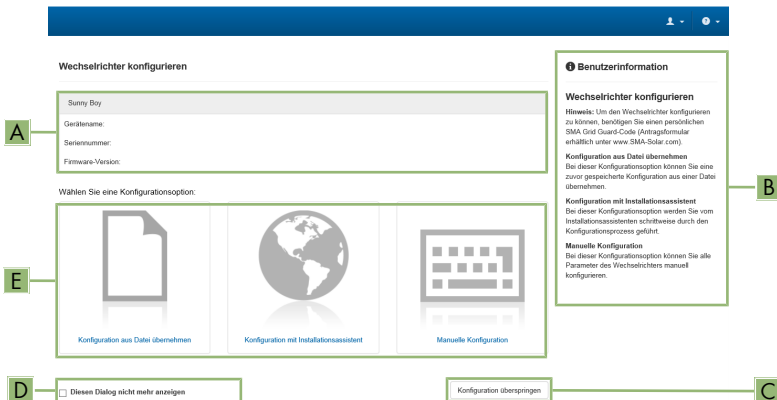 Wechselrichter konfigurieren
A
Sunny Boy
Gerätename:
Seriennummer:
Firmware-Version:
Wählen Sie eine Konfigurationsoption:
E
Konfiguration aus Datei übernehmen
Konfiguration mit Installationsassistent
Manuelle Konfiguration
D
Diesen Dialog nicht mehr anzeigen
Konfiguration überspringen
C
Benutzerinformation
Wechselrichter konfigurieren
Hinweis: Um den Wechselrichter konfigurieren
zu können, benötigen Sie einen persönlichen
SMA Grid Guard-Code (Antragsformular
erhältlich unter www.SMA-Solar.com).
Konfiguration aus Datei übernehmen
Bei dieser Konfigurationsoption können Sie eine
zuvor gespeicherte Konfiguration aus einer Datei
übernehmen.
Konfiguration mit Installationsassistent
Bei dieser Konfigurationsoption werden Sie vom
Installationsassistenten schrittweise durch den
Konfigurationsprozess geführt.
Manuelle Konfiguration
Bei dieser Konfigurationsoption können Sie alle
Parameter des Wechselrichters manuell
konfigurieren.
B